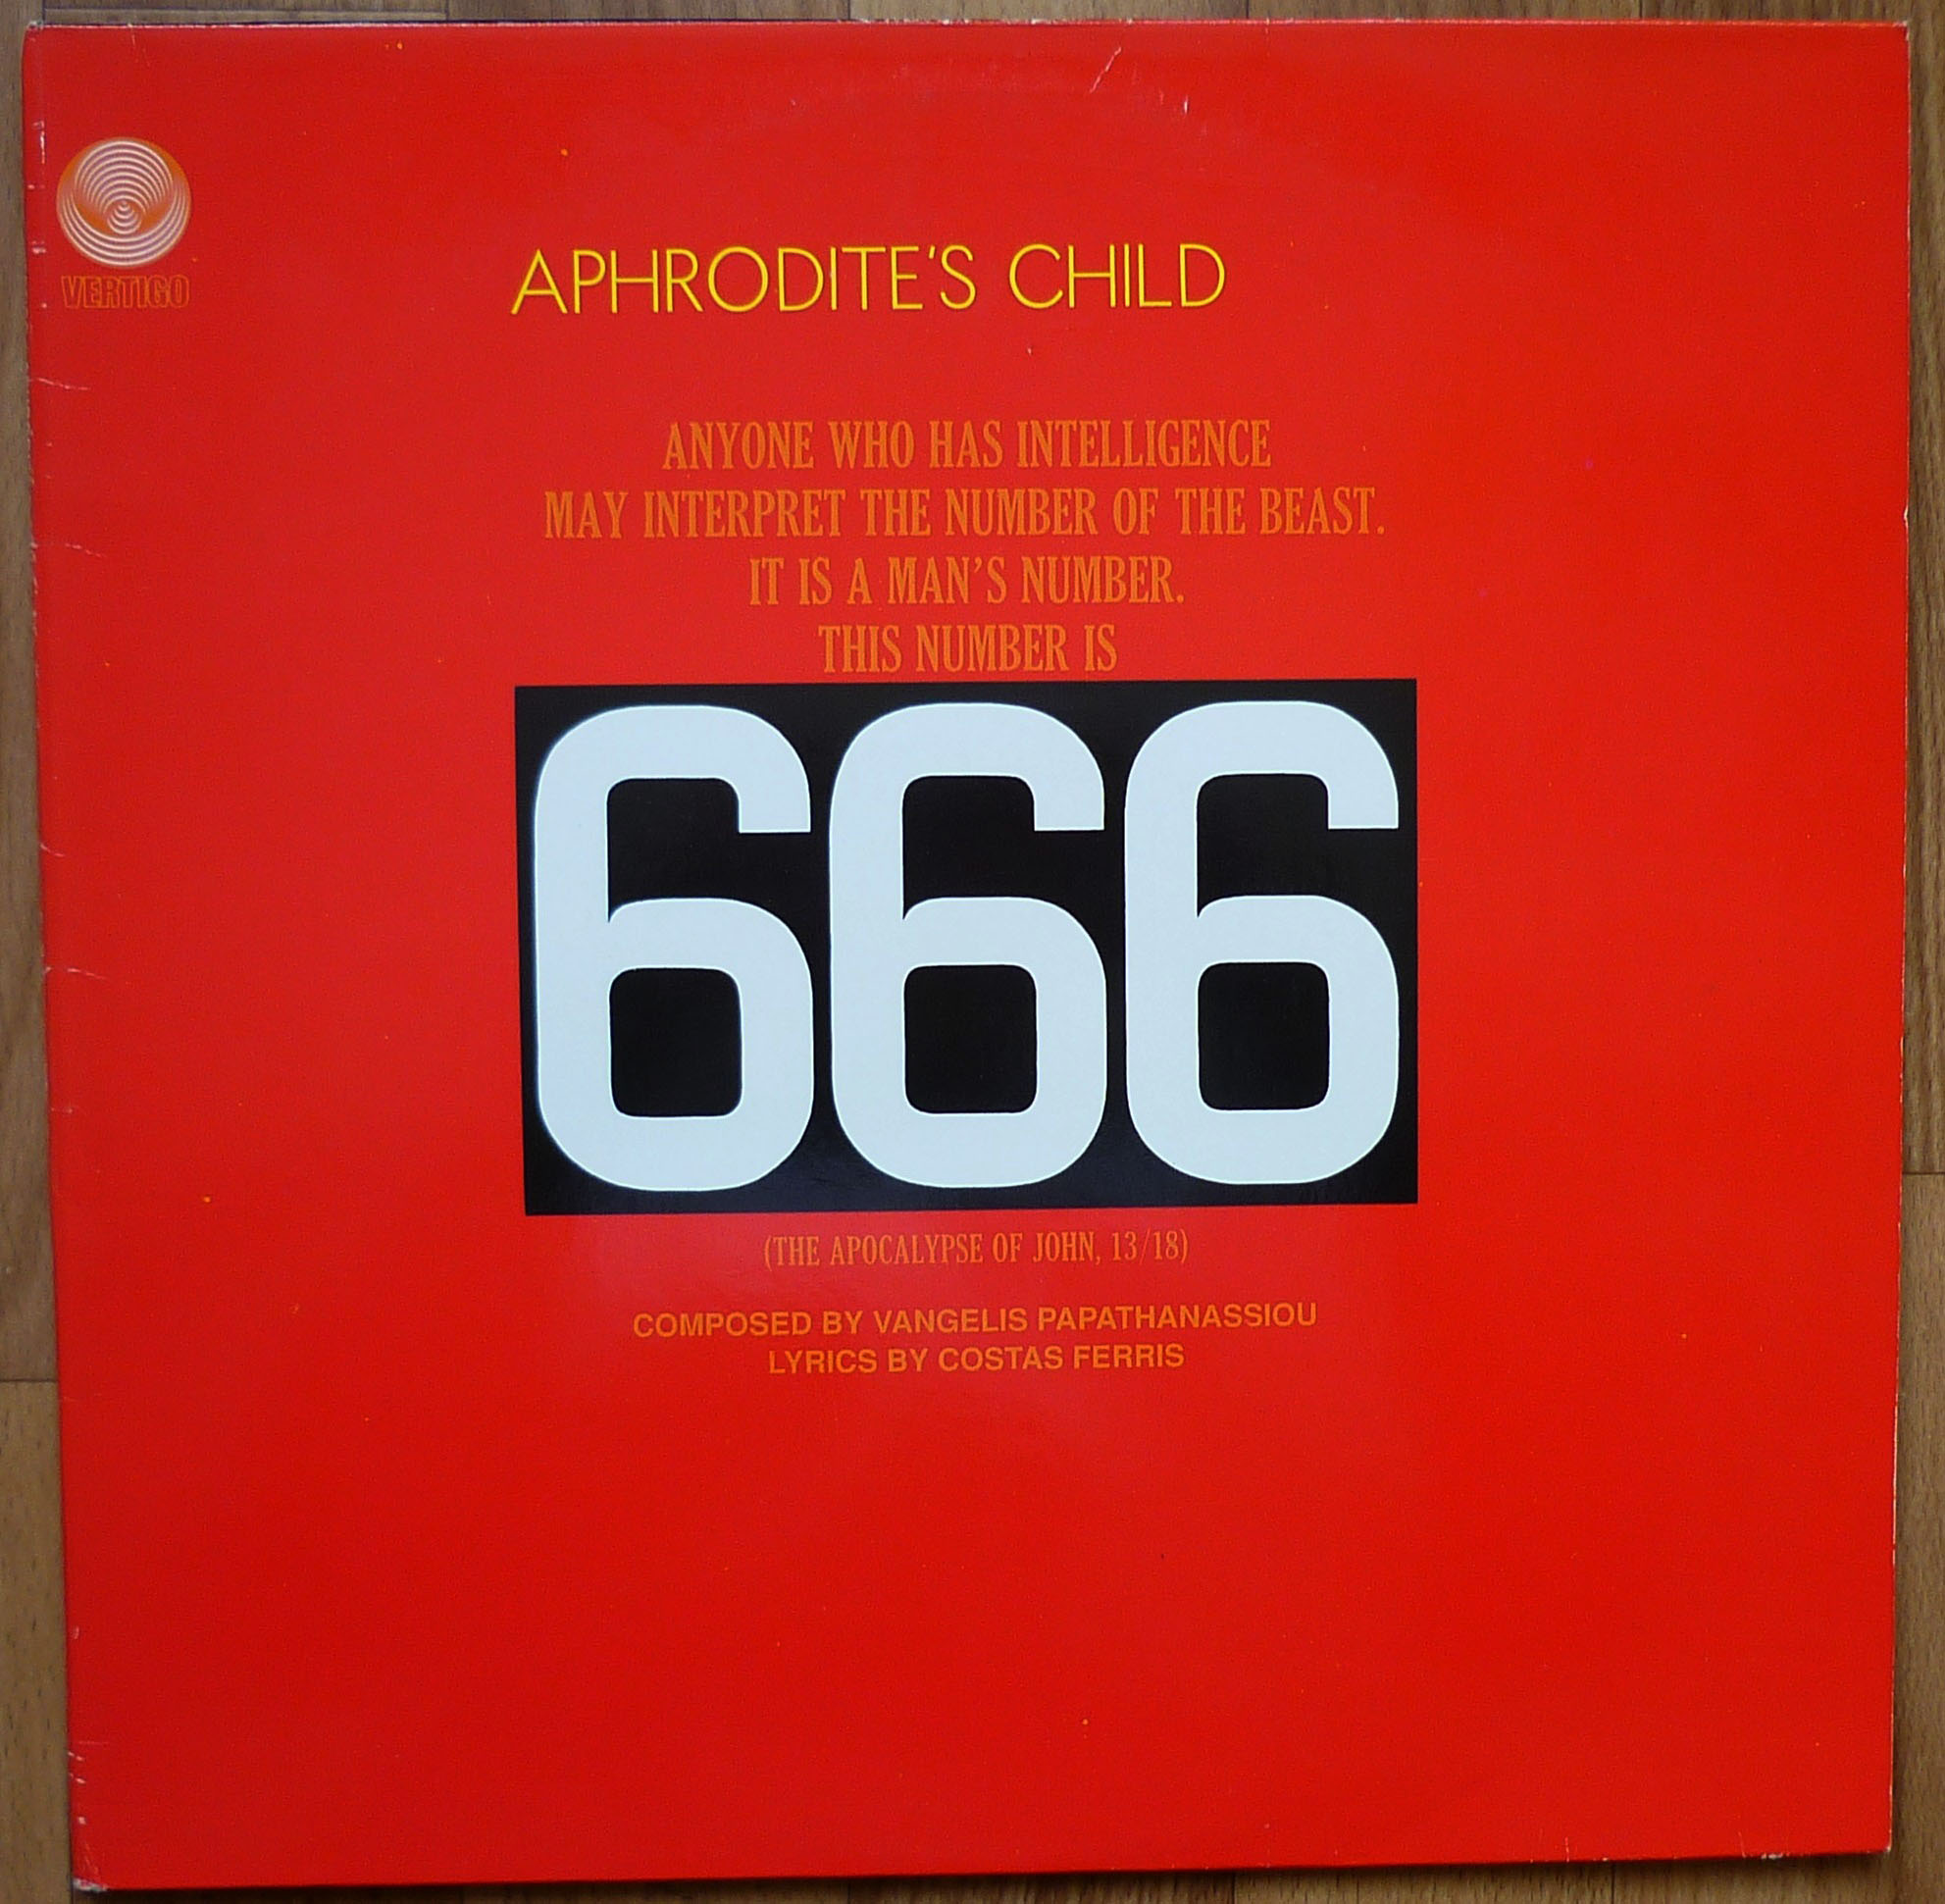 VERTIGO
APHRODITE'S CHILD
ANYONE WHO HAS INTELLIGENCE
MAY INTERPRET THE NUMBER OF THE BEAST.
IT IS A MAN'S NUMBER.
THIS NUMBER IS
666
(THE APOCALYPSE OF JOHN, 13/18)
COMPOSED BY VANGELIS PAPATHANASSIOU
LYRICS BY COSTAS FERRIS